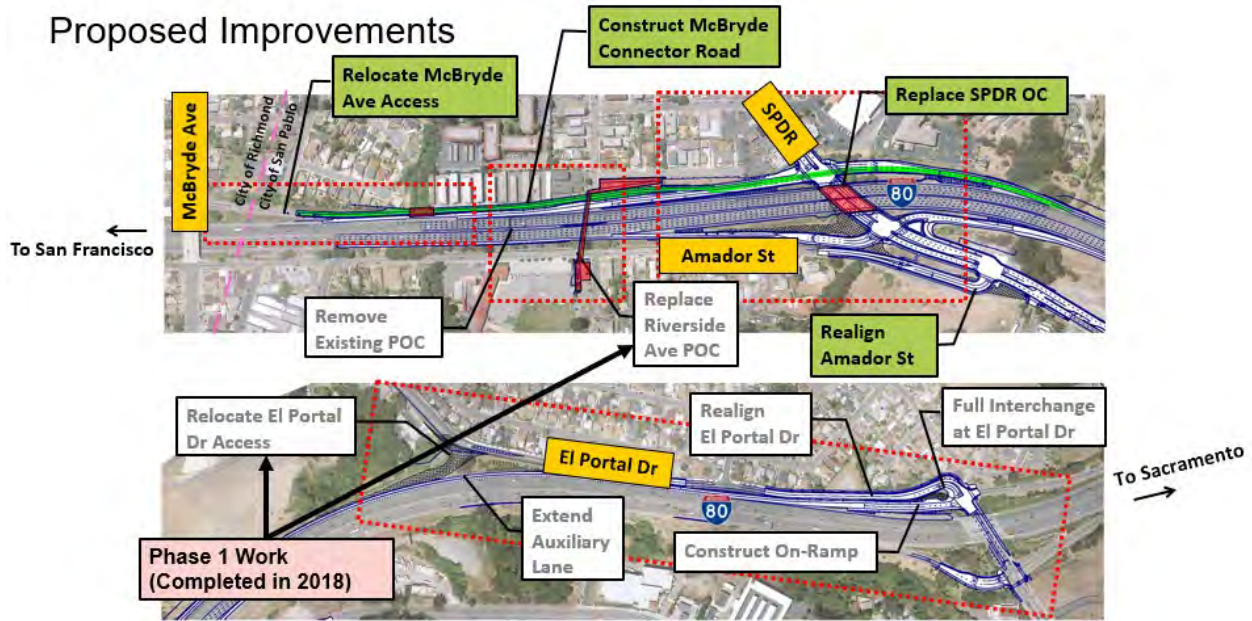 Proposed Improvements
Construct McBryde
Connector Road
Relocate McBryde
Ave Access
Replace SPDR OC
SPDR
McBryde Ave
City of Richmond
City of San Pablo
80
To San Francisco
Amador St
Remove
Existing POC
Replace
Riverside
Ave POC
Realign
Amador St
Relocate El Portal
Dr Access
Realign
El Portal Dr
Full Interchange
at El Portal Dr
El Portal Dr
To Sacramento
80
Extend
Auxiliary
Lane
Construct On-Ramp
Phase 1 Work
(Completed in 2018)